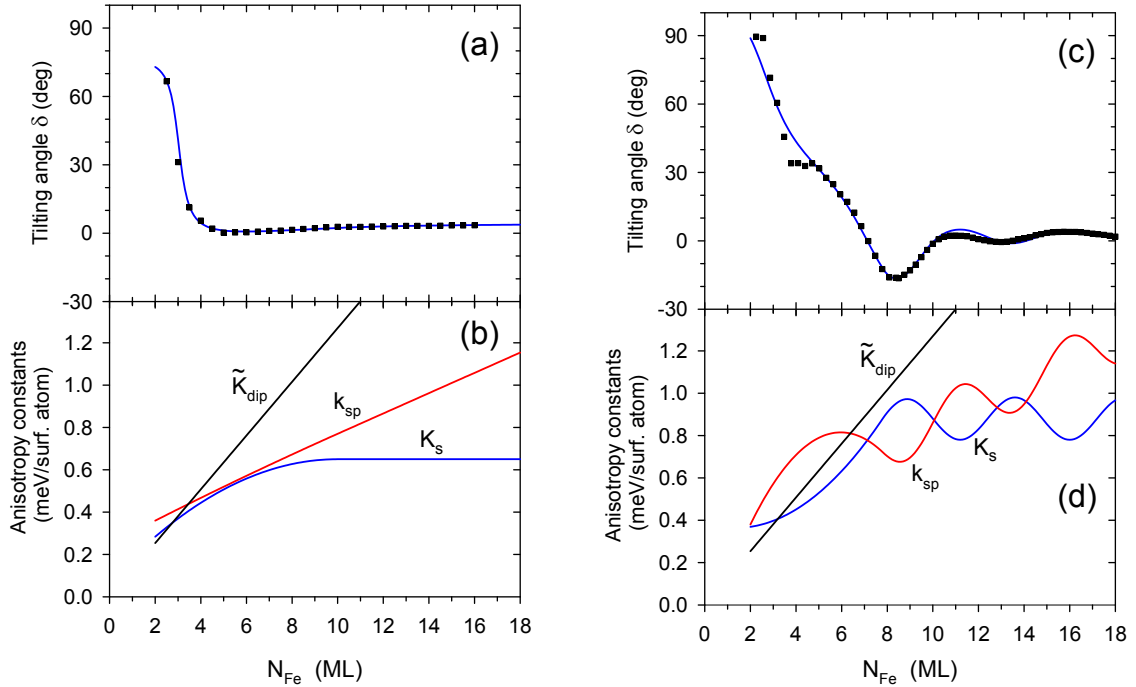 90
60
30
0
-30
Tilting angle δ (deg)
(a)
1.2
1.0
0.8
0.6
0.4
0.2
0.0
Anisotropy constants
(meV/surf. atom)
(b)
K̃dip
ksp
Ks
0 2 4 6 8 10 12 14 16 18
NFe (ML)
90
60
30
0
-30
Tilting angle δ (deg)
(c)
1.2
1.0
0.8
0.6
0.4
0.2
0.0
Anisotropy constants
(meV/surf. atom)
K̃dip
Ks
ksp
(d)
0 2 4 6 8 10 12 14 16 18
NFe (ML)